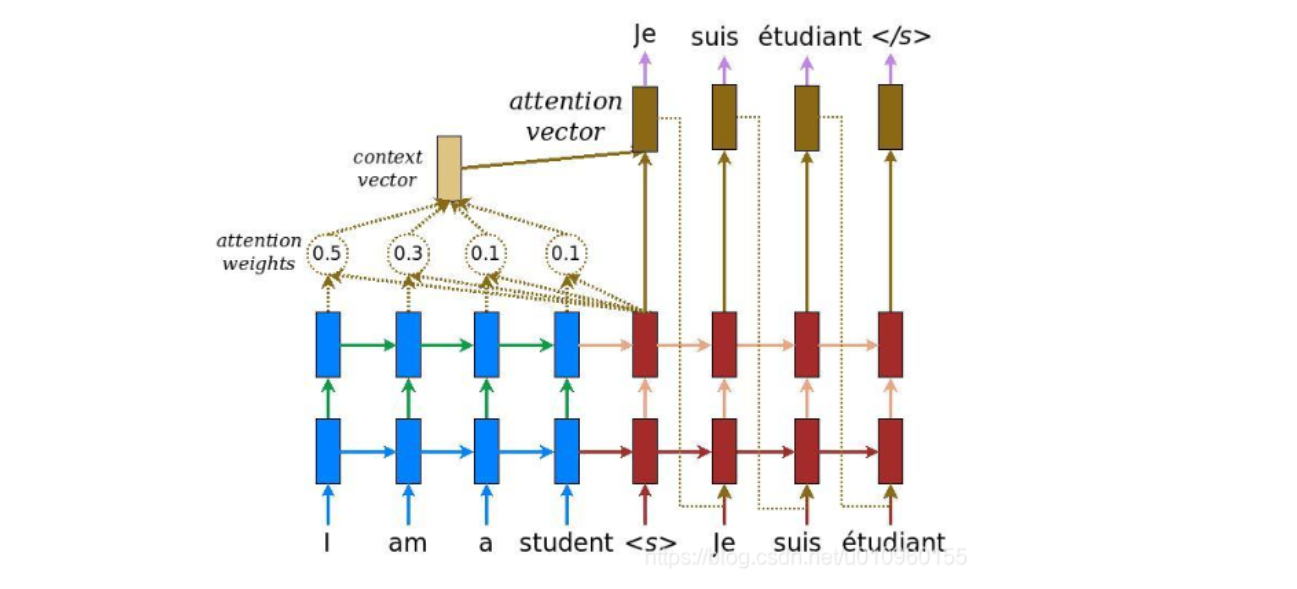 Je suis étudiant </s>
attention
vector
context
vector
attention
weights
0.5 0.3 0.1 0.1
I am a student <s> Je suis étudiant
https://blog.csdn.net/u010960155